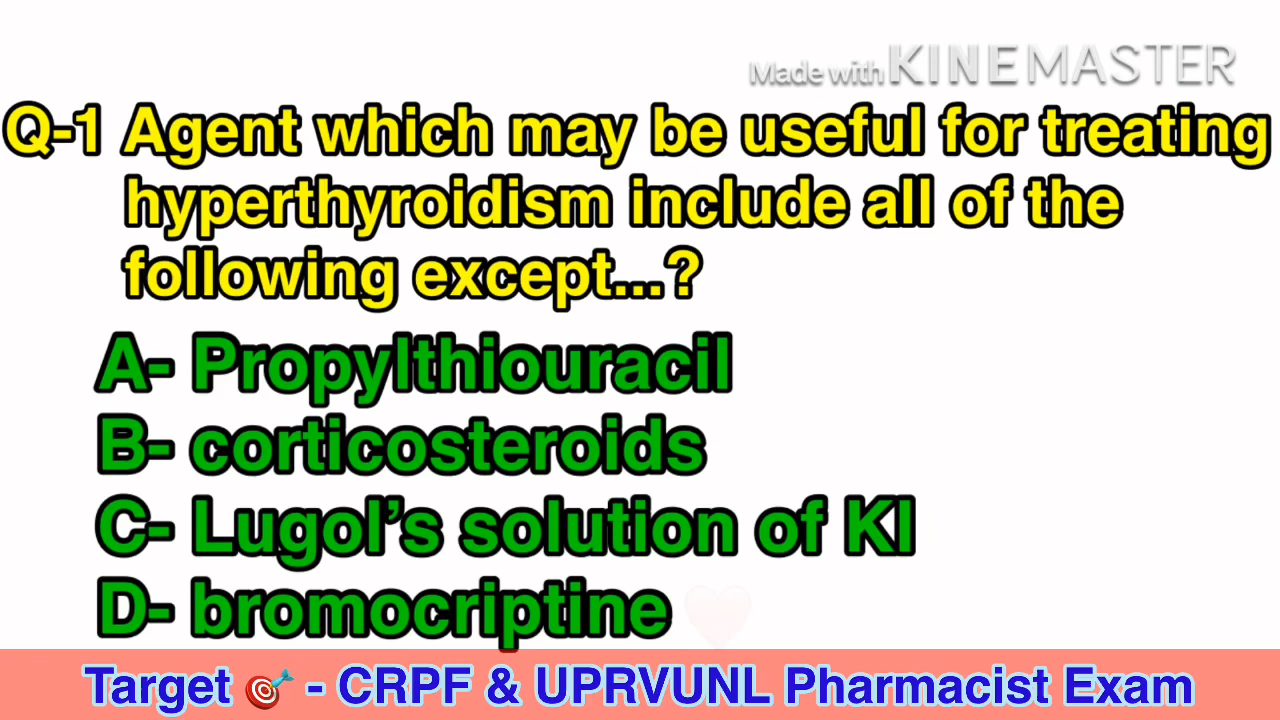 Made with KINEMASTER
Q-1 Agent which may be useful for treating
hyperthyroidism include all of the
following except...?
A- Propylthiouracil
B- corticosteroids
C- Lugol’s solution of KI
D- bromocriptine
Target 🎯 - CRPF & UPRVUNL Pharmacist Exam